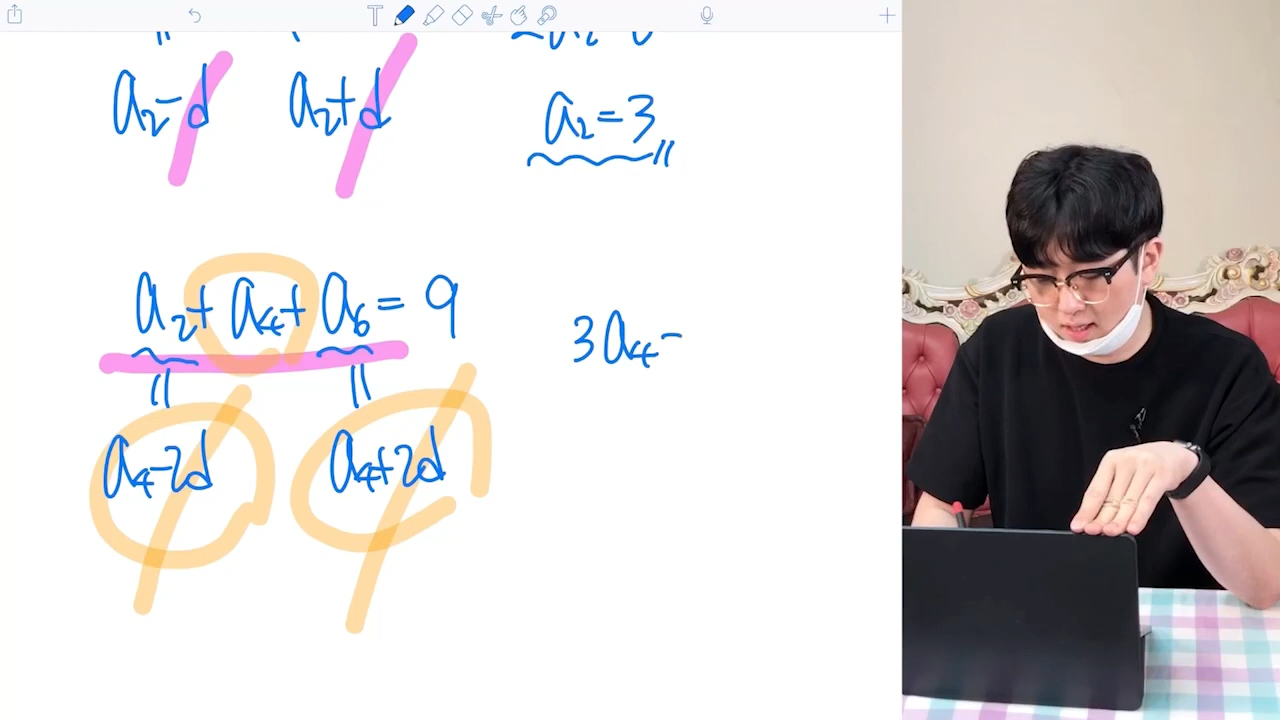 a₂-d a₂+d
a₂=3
a₂+a₄+a₆=9
3a₄-
a₄-2d a₄+2d